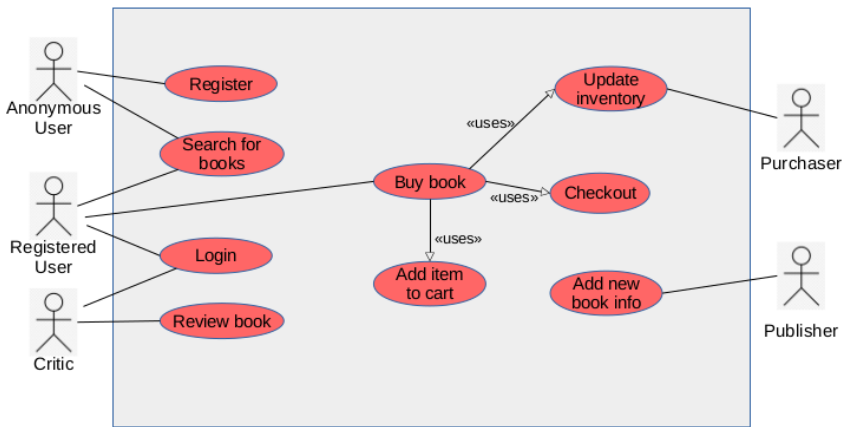 Anonymous
User
Register
Search for
books
Registered
User
Login
Review book
Critic
Buy book
«uses»
«uses»
«uses»
Update
inventory
Checkout
Add item
to cart
Add new
book info
Purchaser
Publisher